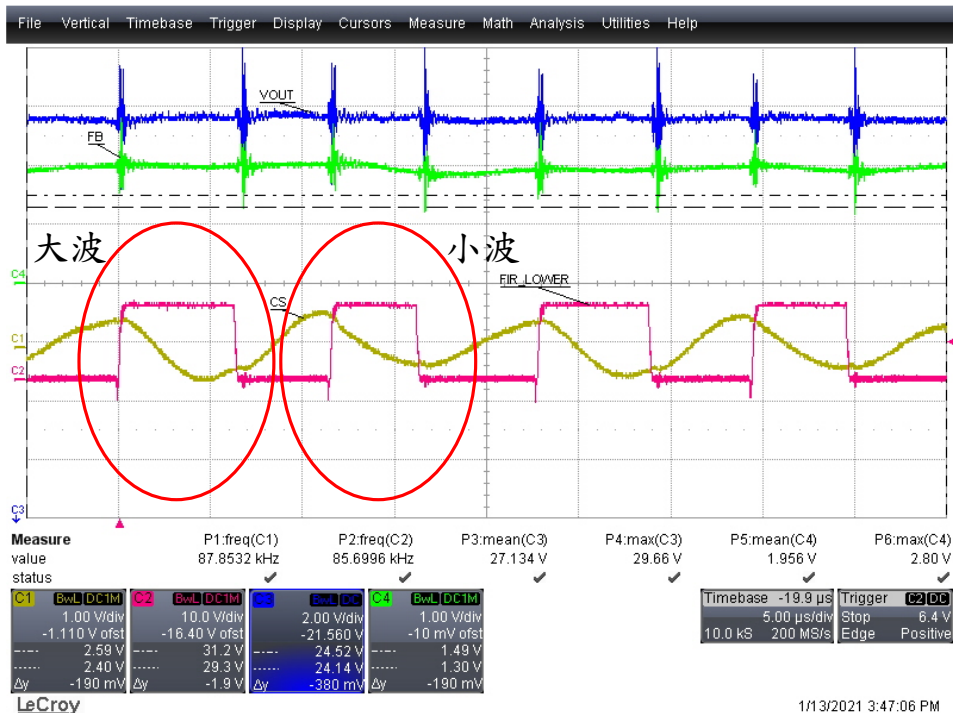 File Vertical Timebase Trigger Display Cursors Measure Math Analysis Utilities Help
VOUT
FB
大波
小波
C4
FIR_LOWER
CS
C1
C2
C3
Measure P1:freq(C1) P2:freq(C2) P3:mean(C3) P4:max(C3) P5:mean(C4) P6:max(C4)
value 87.8532 kHz 85.6996 kHz 27.134 V 29.66 V 1.956 V 2.80 V
status
C1 BwL DC1M C2 BwL DC1M C3 BwL DC C4 BwL DC1M Timebase -19.9 µs Trigger C2 DC
1.00 V/div 10.0 V/div 2.00 V/div 1.00 V/div 5.00 µs/div Stop 6.4 V
-1.110 V ofst -16.40 V ofst -21.560 V -10 mV ofst 10.0 kS 200 MS/s Edge Positive
2.59 V 31.2 V 24.52 V 1.49 V
2.40 V 29.3 V 24.14 V 1.30 V
Δy -190 mV Δy -1.9 V Δy -380 mV Δy -190 mV
LeCroy 1/13/2021 3:47:06 PM